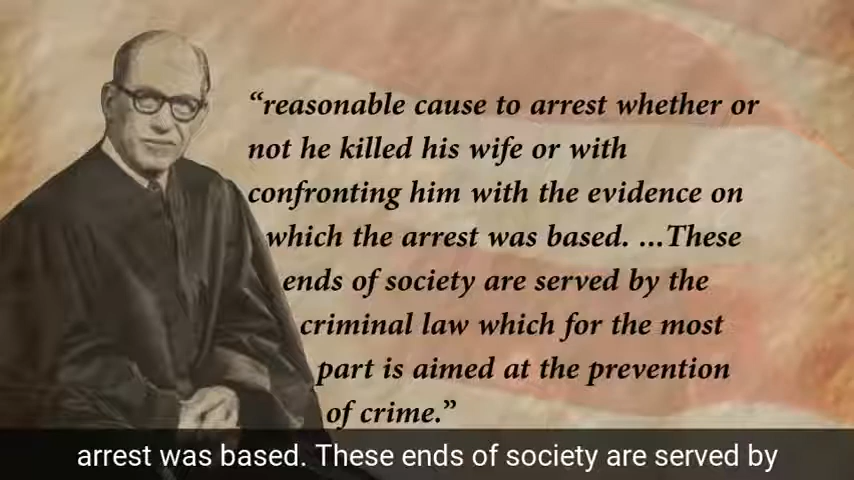 “reasonable cause to arrest whether or
not he killed his wife or with
confronting him with the evidence on
which the arrest was based. ...These
ends of society are served by the
criminal law which for the most
part is aimed at the prevention
of crime.”
arrest was based. These ends of society are served by